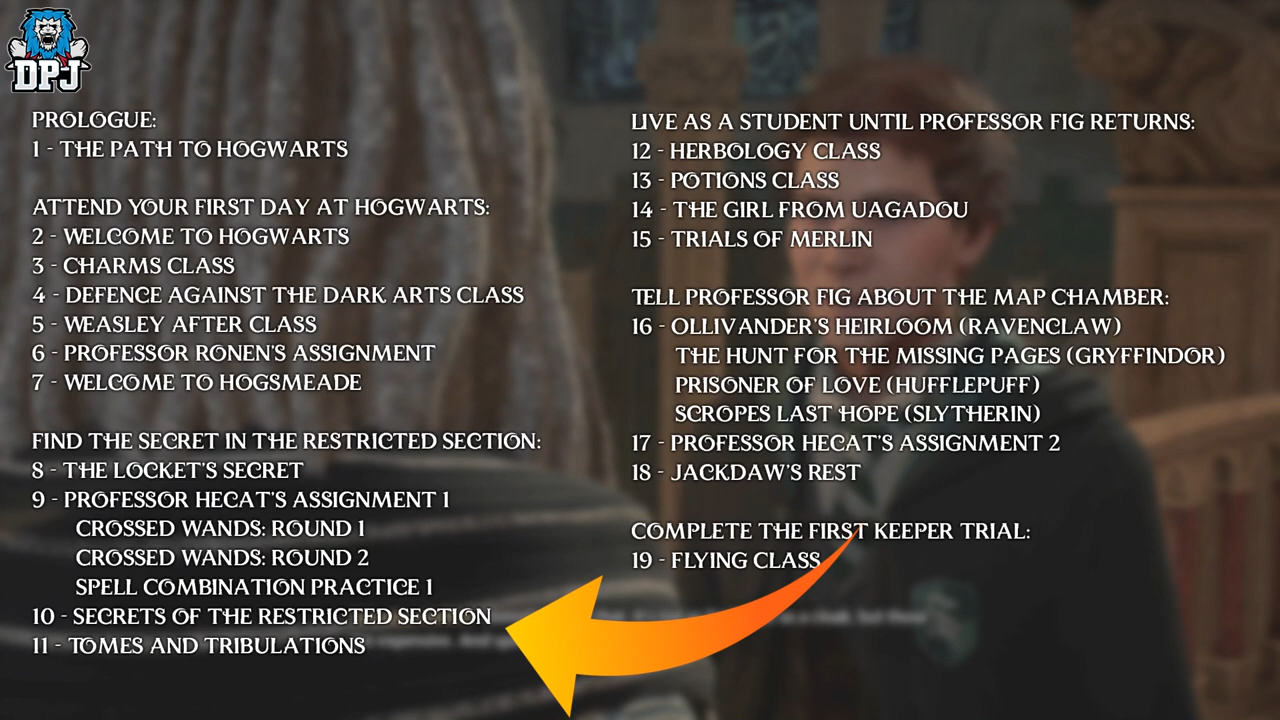 DPJ
PROLOGUE:
1 - THE PATH TO HOGWARTS
ATTEND YOUR FIRST DAY AT HOGWARTS:
2 - WELCOME TO HOGWARTS
3 - CHARMS CLASS
4 - DEFENCE AGAINST THE DARK ARTS CLASS
5 - WEASLEY AFTER CLASS
6 - PROFESSOR RONEN'S ASSIGNMENT
7 - WELCOME TO HOGSMEADE
FIND THE SECRET IN THE RESTRICTED SECTION:
8 - THE LOCKET'S SECRET
9 - PROFESSOR HECAT'S ASSIGNMENT 1
CROSSED WANDS: ROUND 1
CROSSED WANDS: ROUND 2
SPELL COMBINATION PRACTICE 1
10 - SECRETS OF THE RESTRICTED SECTION
11 - TOMES AND TRIBULATIONS
LIVE AS A STUDENT UNTIL PROFESSOR FIG RETURNS:
12 - HERBOLOGY CLASS
13 - POTIONS CLASS
14 - THE GIRL FROM UAGADOU
15 - TRIALS OF MERLIN
TELL PROFESSOR FIG ABOUT THE MAP CHAMBER:
16 - OLLIVANDER'S HEIRLOOM (RAVENCLAW)
THE HUNT FOR THE MISSING PAGES (GRYFFINDOR)
PRISONER OF LOVE (HUFFLEPUFF)
SCROPES LAST HOPE (SLYTHERIN)
17 - PROFESSOR HECAT'S ASSIGNMENT 2
18 - JACKDAW'S REST
COMPLETE THE FIRST KEEPER TRIAL:
19 - FLYING CLASS